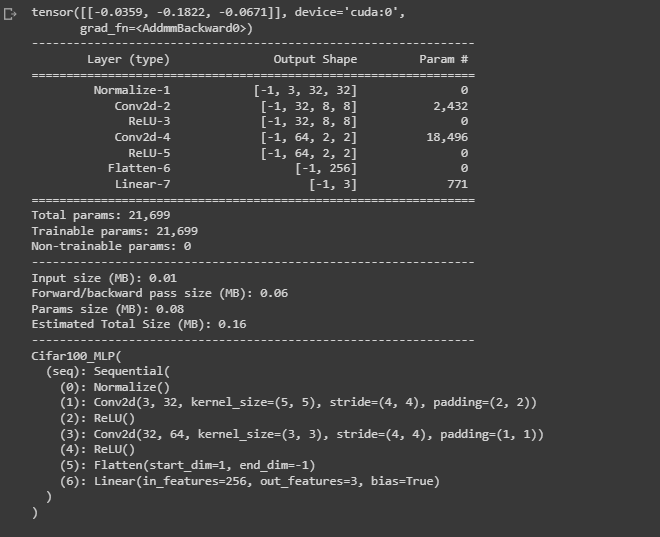 tensor([[-0.0359, -0.1822, -0.0671]], device='cuda:0',
       grad_fn=<AddmmBackward0>)
----------------------------------------------------------------
        Layer (type)               Output Shape         Param #
================================================================
         Normalize-1            [-1, 3, 32, 32]               0
            Conv2d-2             [-1, 32, 8, 8]           2,432
              ReLU-3             [-1, 32, 8, 8]               0
            Conv2d-4             [-1, 64, 2, 2]          18,496
              ReLU-5             [-1, 64, 2, 2]               0
           Flatten-6                  [-1, 256]               0
            Linear-7                    [-1, 3]             771
================================================================
Total params: 21,699
Trainable params: 21,699
Non-trainable params: 0
----------------------------------------------------------------
Input size (MB): 0.01
Forward/backward pass size (MB): 0.06
Params size (MB): 0.08
Estimated Total Size (MB): 0.16
----------------------------------------------------------------
Cifar100_MLP(
  (seq): Sequential(
    (0): Normalize()
    (1): Conv2d(3, 32, kernel_size=(5, 5), stride=(4, 4), padding=(2, 2))
    (2): ReLU()
    (3): Conv2d(32, 64, kernel_size=(3, 3), stride=(4, 4), padding=(1, 1))
    (4): ReLU()
    (5): Flatten(start_dim=1, end_dim=-1)
    (6): Linear(in_features=256, out_features=3, bias=True)
  )
)